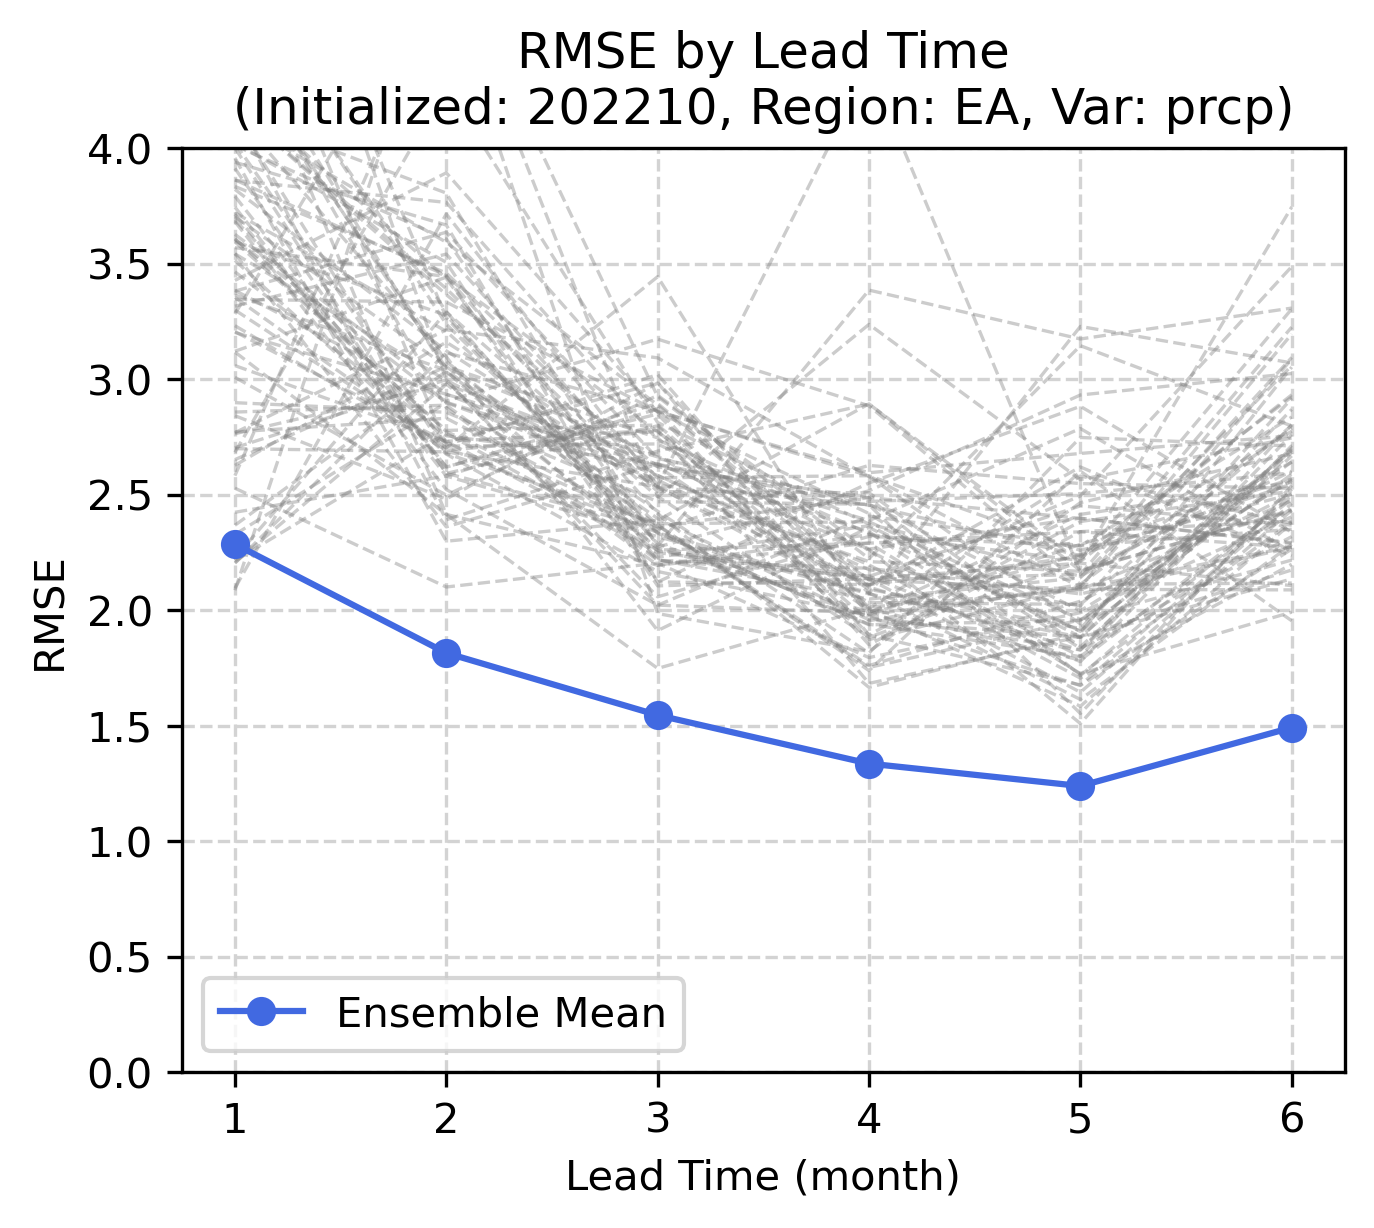 RMSE by Lead Time
(Initialized: 202210, Region: EA, Var: prcp)
4.0
3.5
3.0
2.5
2.0
1.5
1.0
0.5
0.0
RMSE
Ensemble Mean
1 2 3 4 5 6
Lead Time (month)